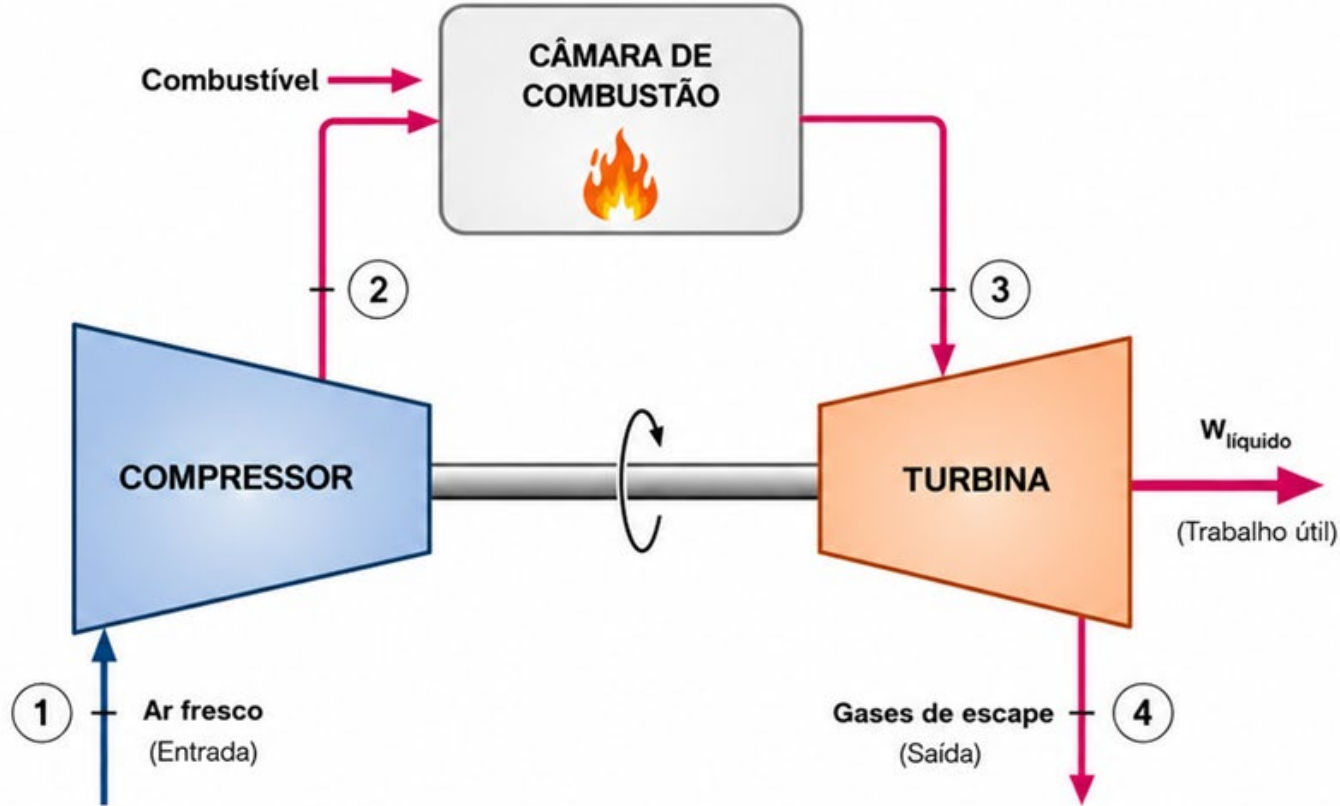 CÂMARA DE
COMBUSTÃO
Combustível
2
3
COMPRESSOR
TURBINA
Wlíquido
(Trabalho útil)
1
Ar fresco
(Entrada)
Gases de escape
(Saída)
4